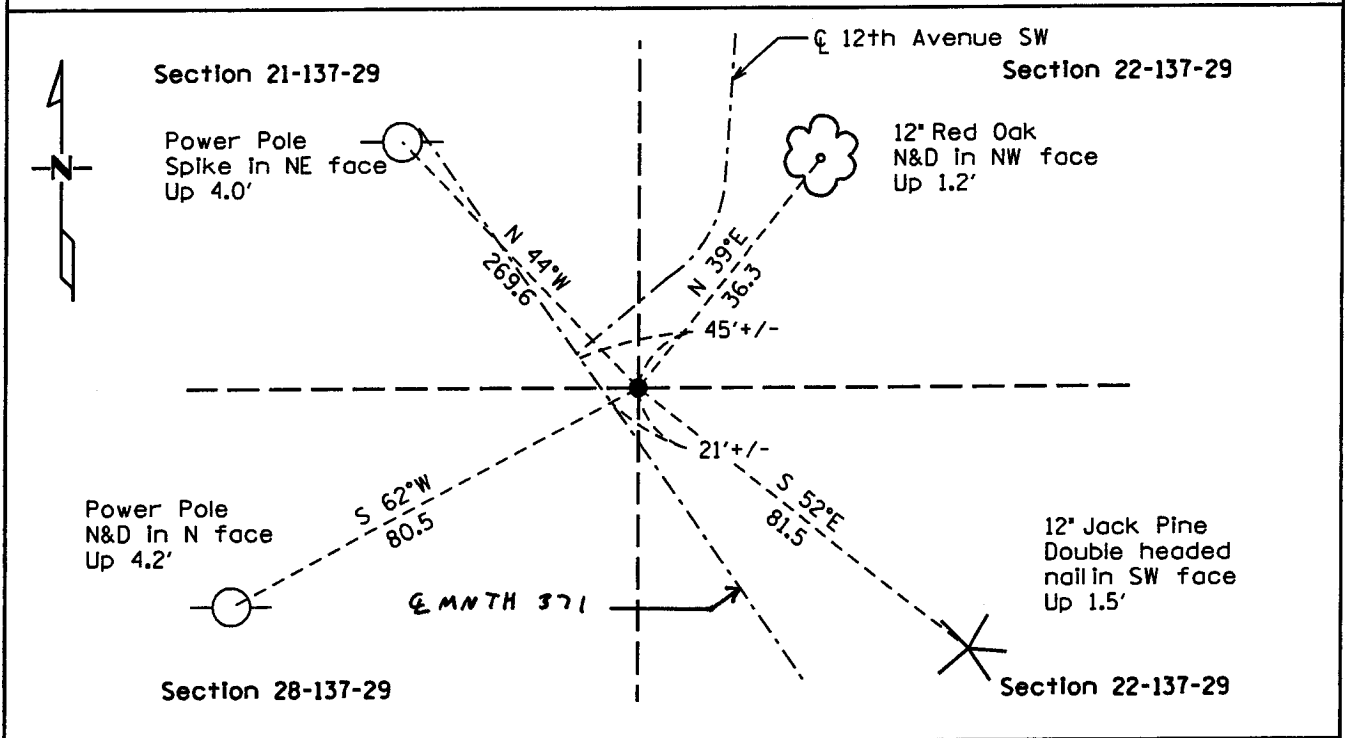 ℄ 12th Avenue SW
Section 21-137-29
Section 22-137-29
Power Pole
Spike in NE face
Up 4.0'
12" Red Oak
N&D in NW face
Up 1.2'
N
N 44°W
269.6
N 39°E
36.3
45'+/-
21'+/-
S 62°W
80.5
S 52°E
81.5
Power Pole
N&D in N face
Up 4.2'
12" Jack Pine
Double headed
nail in SW face
Up 1.5'
℄ MNTH 371
Section 28-137-29
Section 22-137-29